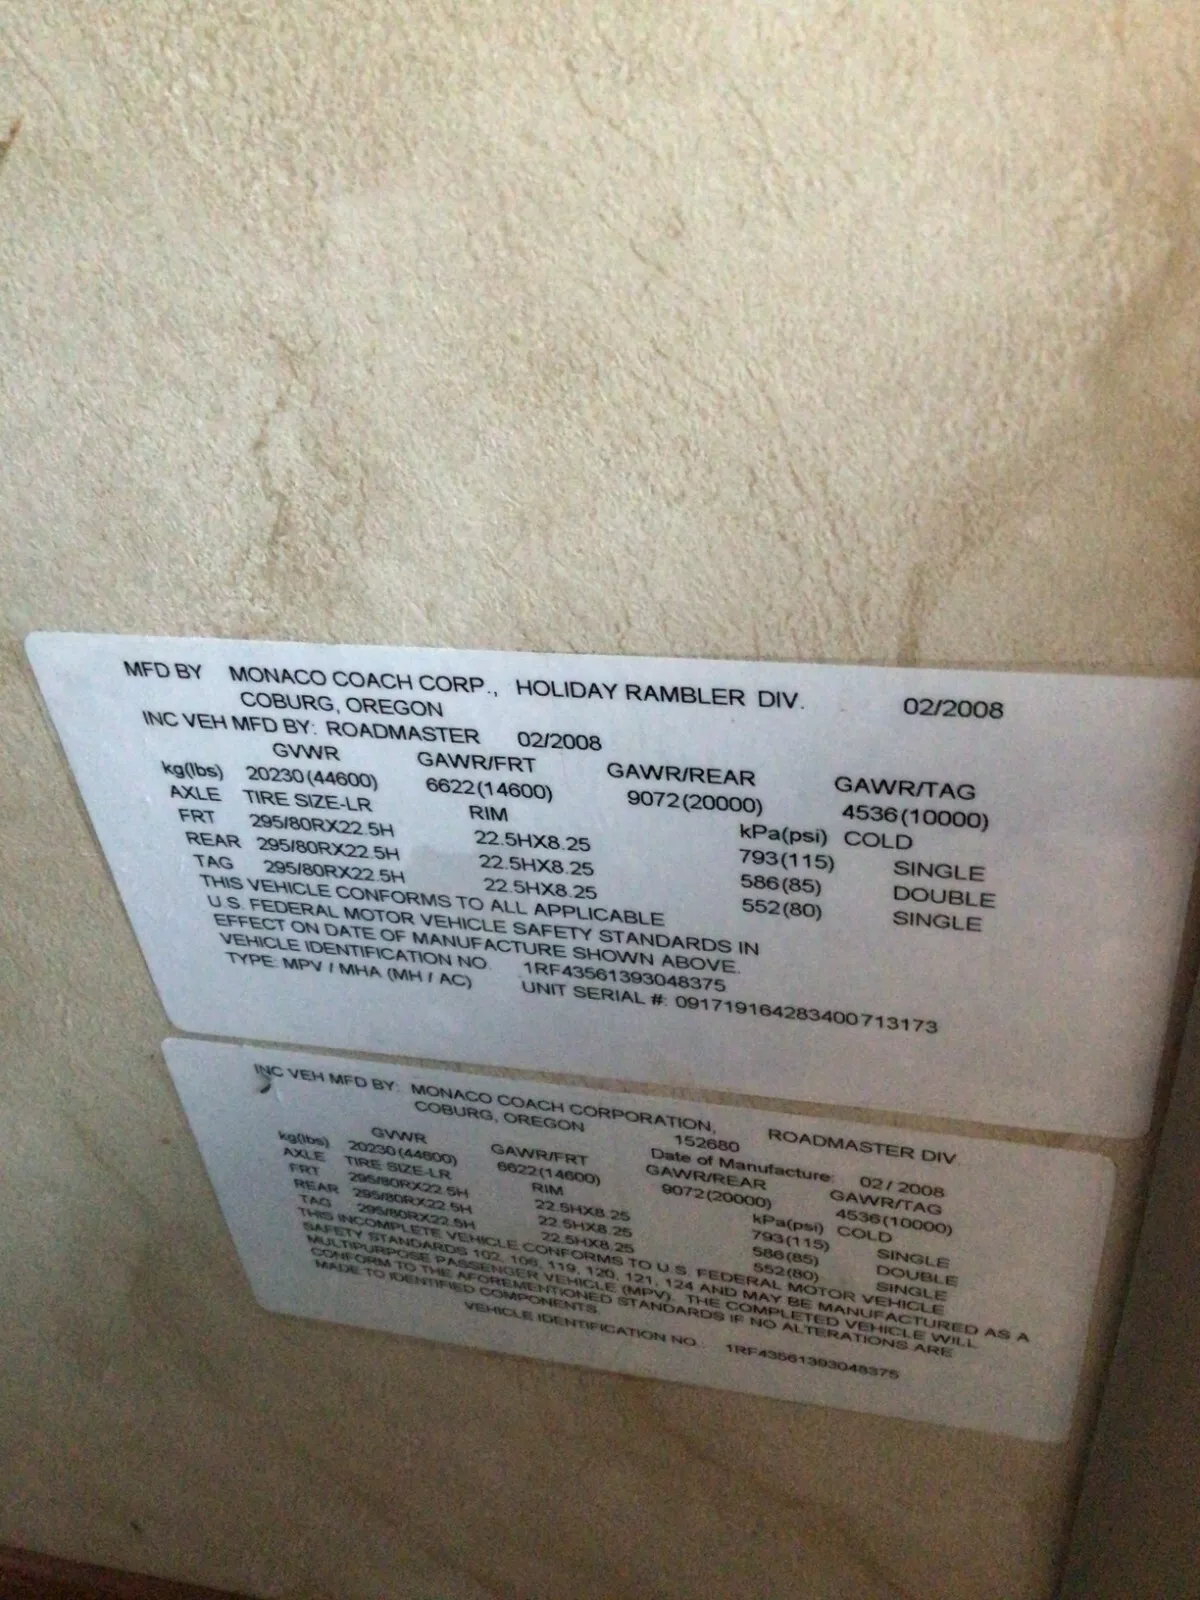 MFD BY MONACO COACH CORP., HOLIDAY RAMBLER DIV. 02/2008
COBURG, OREGON
INC VEH MFD BY: ROADMASTER 02/2008
GVWR GAWR/FRT GAWR/REAR GAWR/TAG
kg(lbs) 20230(44600) 6622(14600) 9072(20000) 4536(10000)
AXLE TIRE SIZE-LR RIM kPa(psi) COLD
FRT 295/80RX22.5H 22.5HX8.25 793(115) SINGLE
REAR 295/80RX22.5H 22.5HX8.25 586(85) DOUBLE
TAG 295/80RX22.5H 22.5HX8.25 552(80) SINGLE
THIS VEHICLE CONFORMS TO ALL APPLICABLE
U.S. FEDERAL MOTOR VEHICLE SAFETY STANDARDS IN
EFFECT ON DATE OF MANUFACTURE SHOWN ABOVE.
VEHICLE IDENTIFICATION NO. 1RF43561393048375
TYPE: MPV / MHA (MH / AC) UNIT SERIAL #: 091719164283400713173
INC VEH MFD BY: MONACO COACH CORPORATION, ROADMASTER DIV.
COBURG, OREGON 152680 Date of Manufacture: 02 / 2008
GVWR GAWR/FRT GAWR/REAR GAWR/TAG
kg(lbs) 20230(44600) 6622(14600) 9072(20000) 4536(10000)
AXLE TIRE SIZE-LR RIM kPa(psi) COLD
FRT 295/80RX22.5H 22.5HX8.25 793(115) SINGLE
REAR 295/80RX22.5H 22.5HX8.25 586(85) DOUBLE
TAG 295/80RX22.5H 22.5HX8.25 552(80) SINGLE
THIS INCOMPLETE VEHICLE CONFORMS TO U.S. FEDERAL MOTOR VEHICLE
SAFETY STANDARDS 102, 106, 119, 120, 121, 124 AND MAY BE MANUFACTURED AS A
MULTIPURPOSE PASSENGER VEHICLE (MPV). THE COMPLETED VEHICLE WILL
CONFORM TO THE AFOREMENTIONED STANDARDS IF NO ALTERATIONS ARE
MADE TO IDENTIFIED COMPONENTS.
VEHICLE IDENTIFICATION NO.: 1RF43561393048375